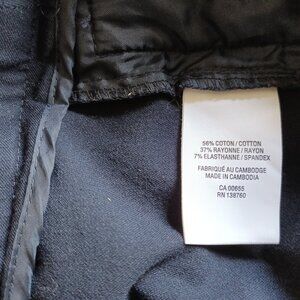 56% COTON / COTTON
37% RAYONNE / RAYON
7% ELASTHANNE / SPANDEX
FABRIQUÉ AU CAMBODGE
MADE IN CAMBODIA
CA 00655
RN 138760